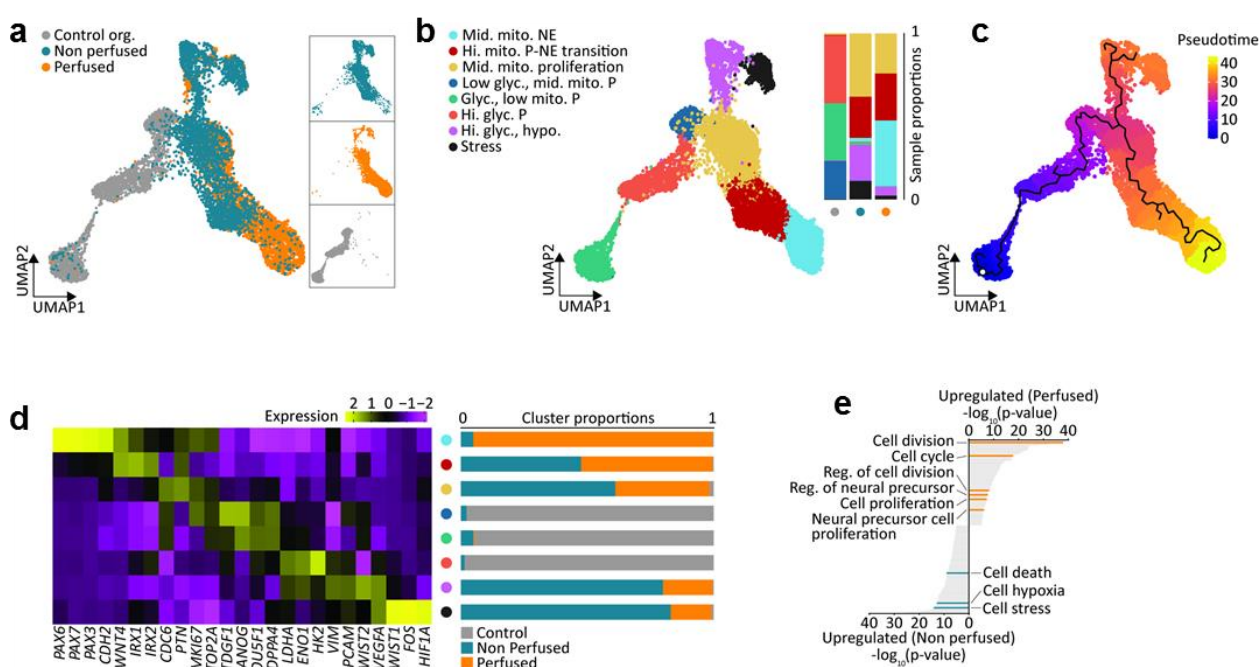 a
Control org.
Non perfused
Perfused
UMAP2
UMAP1
b
Mid. mito. NE
Hi. mito. P-NE transition
Mid. mito. proliferation
Low glyc., mid. mito. P
Glyc., low mito. P
Hi. glyc. P
Hi. glyc., hypo.
Stress
1
Sample proportions
0
UMAP2
UMAP1
c
Pseudotime
40
30
20
10
0
UMAP2
UMAP1
d
Expression
2 1 0 −1−2
0 Cluster proportions 1
PAX6
PAX7
PAX3
CDH2
WNT4
IRX1
IRX2
CDC6
PTN
MKI67
TOP2A
TDGF1
ANOG
OU5F1
OPPA4
LDHA
ENO1
HK2
VIM
PCAM
WIST2
VEGFA
WIST1
FOS
HIF1A
Control
Non Perfused
Perfused
e
Upregulated (Perfused)
-log10(p-value)
0 10 20 30 40
Cell division
Cell cycle
Reg. of cell division
Reg. of neural precursor
Cell proliferation
Neural precursor cell
proliferation
Cell death
Cell hypoxia
Cell stress
40 30 20 10 0
Upregulated (Non perfused)
-log10(p-value)